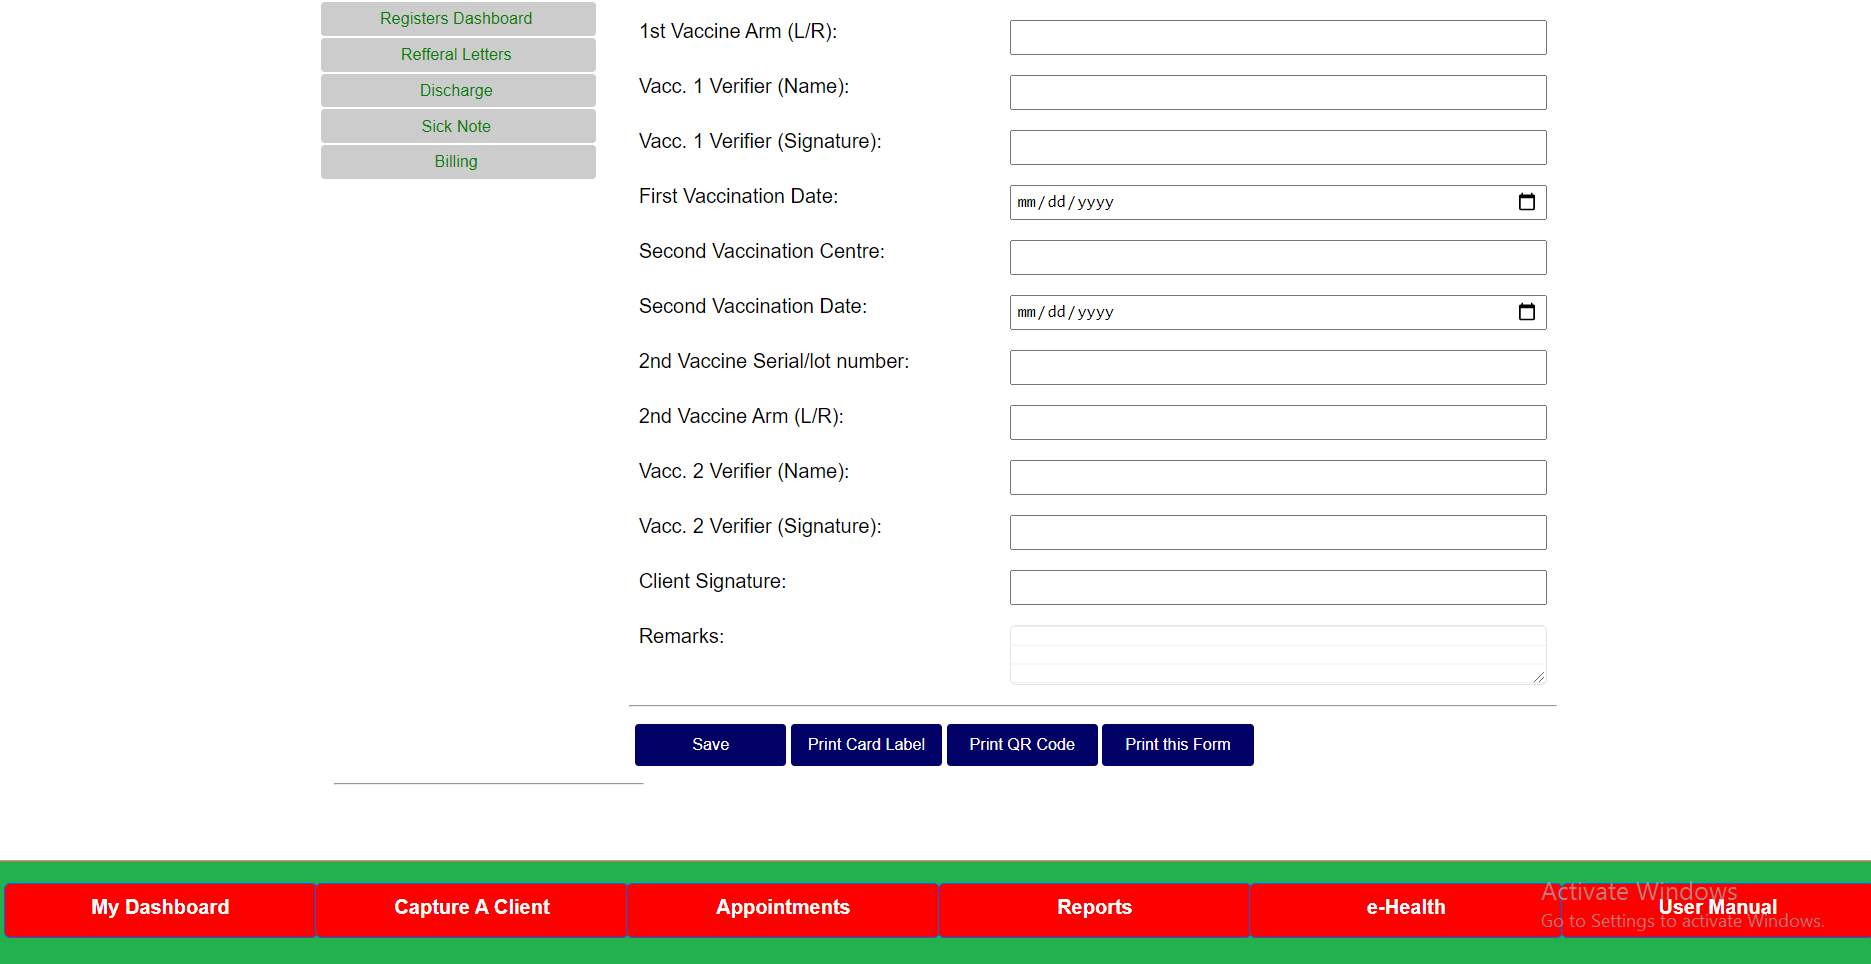 Registers Dashboard
Refferal Letters
Discharge
Sick Note
Billing
1st Vaccine Arm (L/R):
Vacc. 1 Verifier (Name):
Vacc. 1 Verifier (Signature):
First Vaccination Date:
mm/dd/yyyy
Second Vaccination Centre:
Second Vaccination Date:
mm/dd/yyyy
2nd Vaccine Serial/lot number:
2nd Vaccine Arm (L/R):
Vacc. 2 Verifier (Name):
Vacc. 2 Verifier (Signature):
Client Signature:
Remarks:
Save Print Card Label Print QR Code Print this Form
My Dashboard Capture A Client Appointments Reports e-Health User Manual
Activate Windows
Go to Settings to activate Windows.